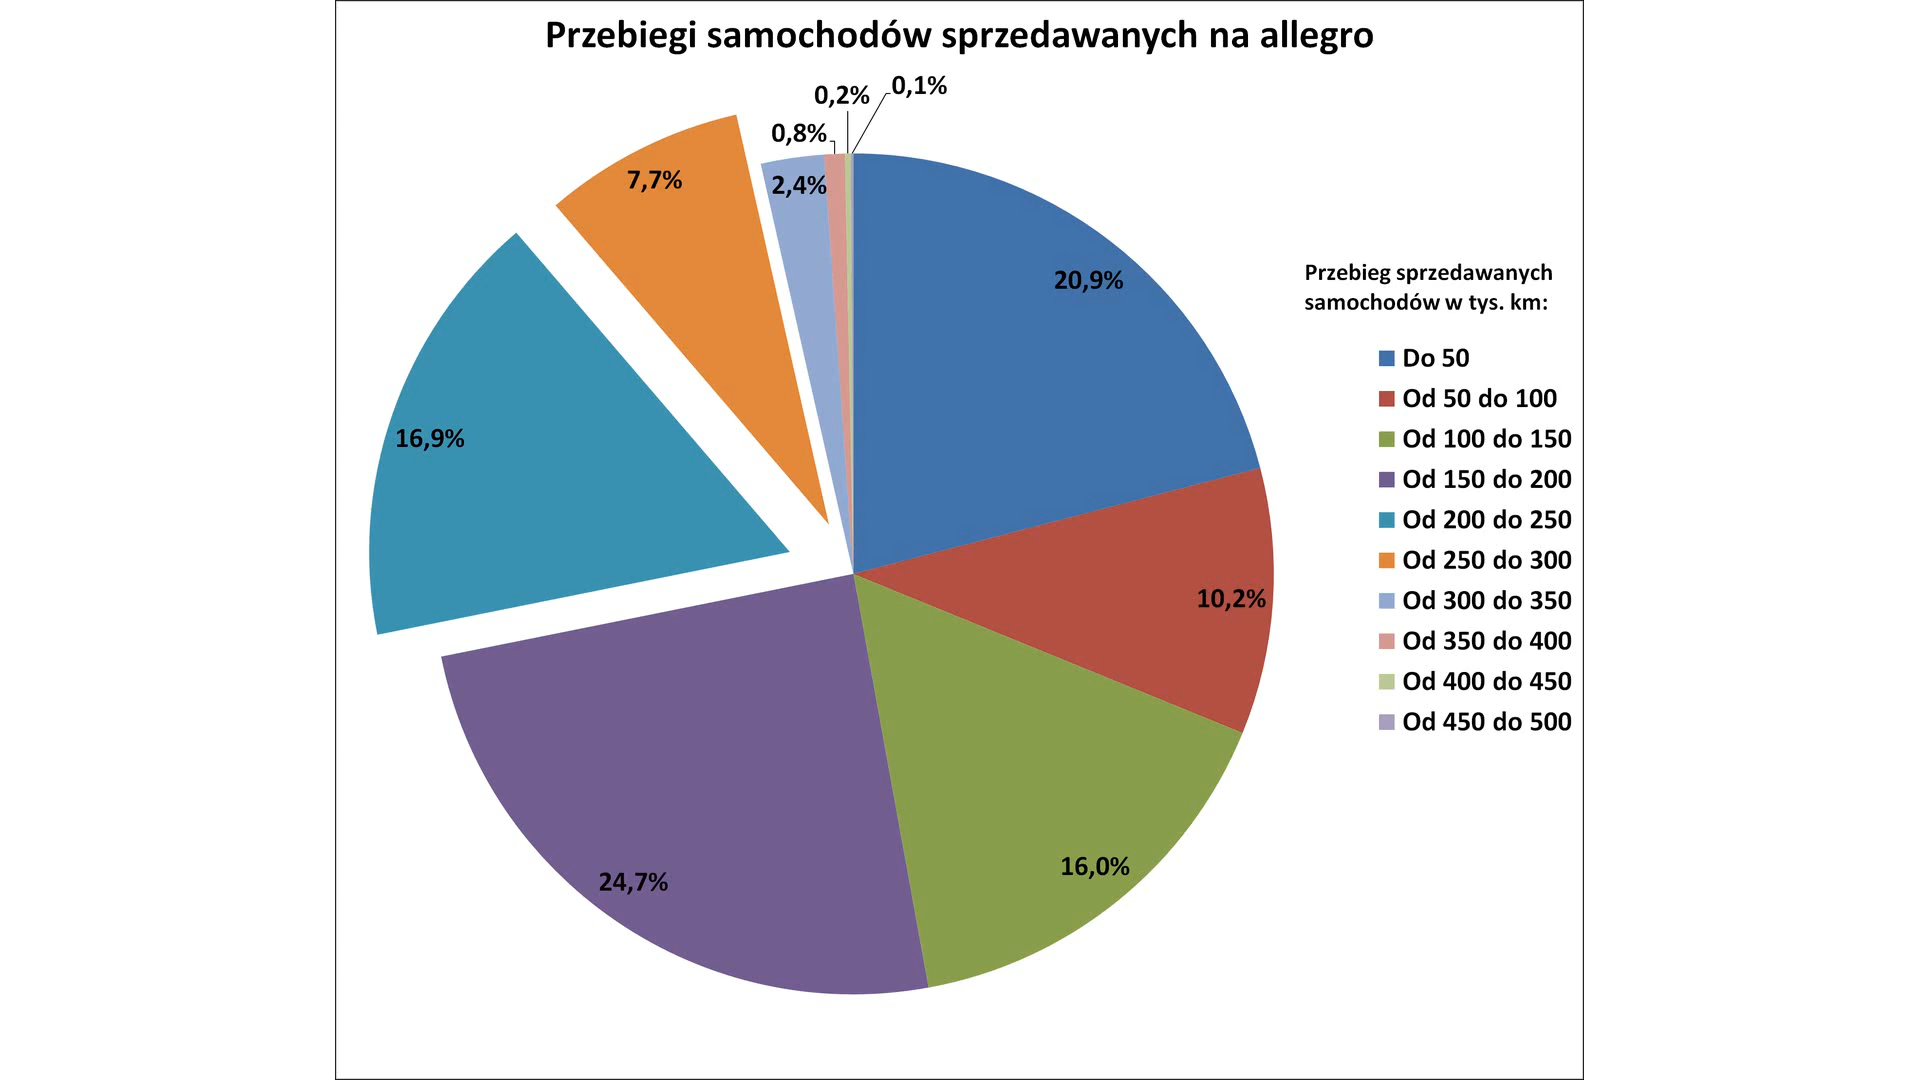 Przebiegi samochodów sprzedawanych na allegro
0,1%
0,2%
0,8%
7,7%
2,4%
20,9%
16,9%
10,2%
16,0%
24,7%
Przebieg sprzedawanych
samochodów w tys. km:
Do 50
Od 50 do 100
Od 100 do 150
Od 150 do 200
Od 200 do 250
Od 250 do 300
Od 300 do 350
Od 350 do 400
Od 400 do 450
Od 450 do 500